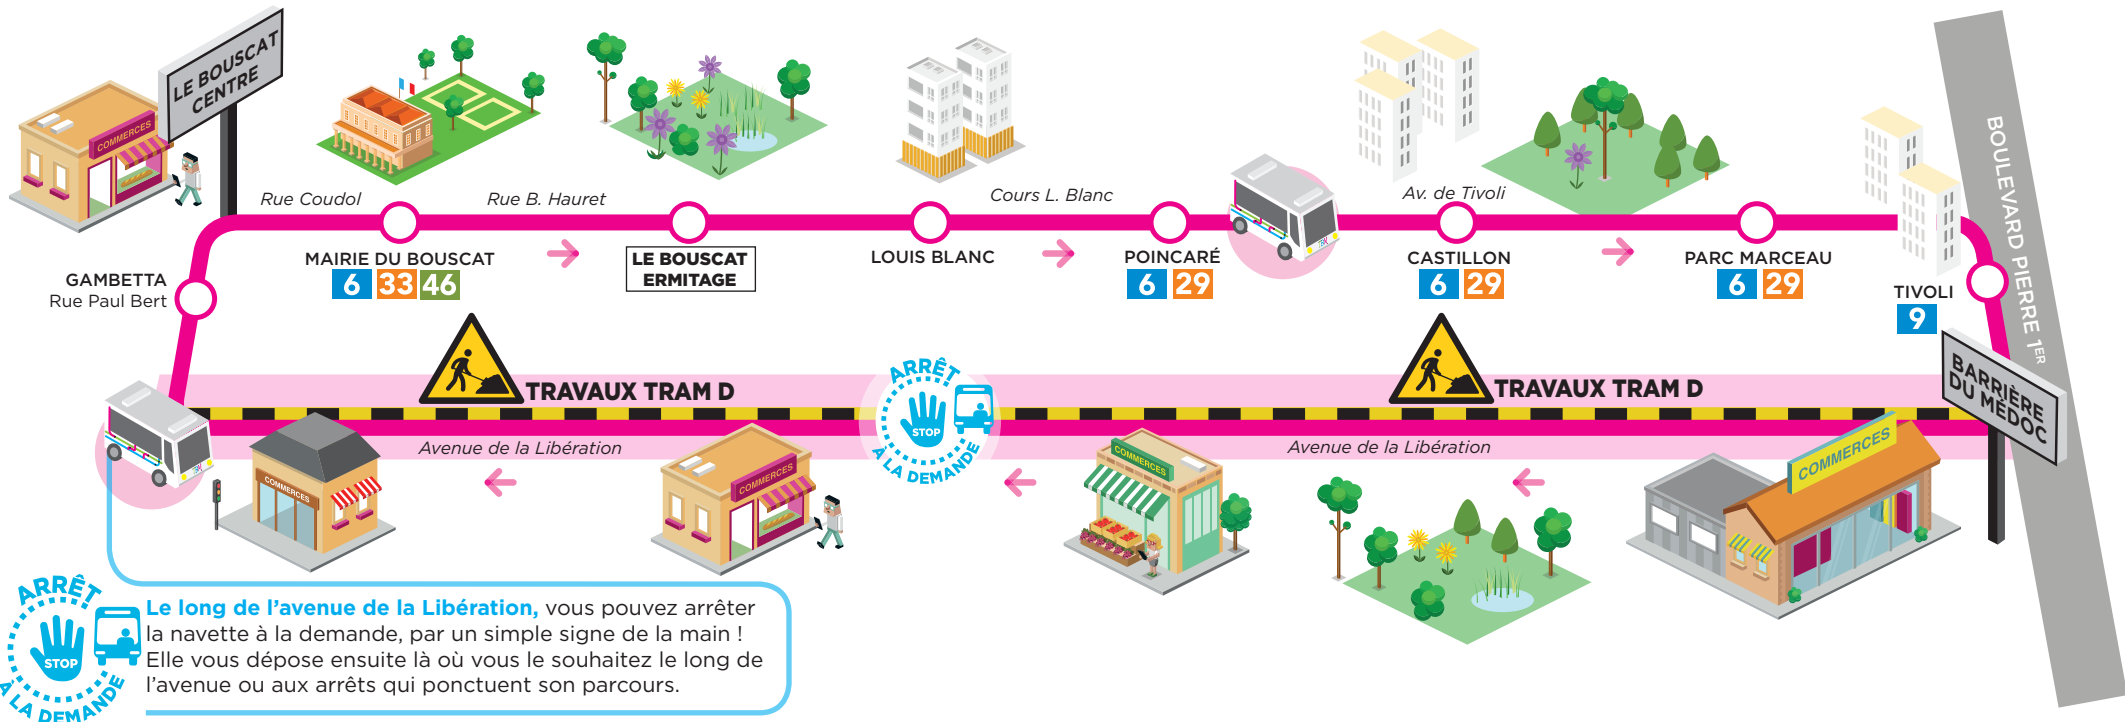 LE BOUSCAT
CENTRE
COMMERCES
Rue Coudol
Rue B. Hauret
Cours L. Blanc
Av. de Tivoli
BOULEVARD PIERRE 1ER
GAMBETTA
Rue Paul Bert
MAIRIE DU BOUSCAT
6 33 46
LE BOUSCAT
ERMITAGE
LOUIS BLANC
POINCARÉ
6 29
CASTILLON
6 29
PARC MARCEAU
6 29
TIVOLI
9
BARRIÈRE
DU MÉDOC
TRAVAUX TRAM D
ARRÊT
STOP
À LA DEMANDE
TRAVAUX TRAM D
Avenue de la Libération
Avenue de la Libération
COMMERCES
COMMERCES
COMMERCES
COMMERCES
ARRÊT
STOP
À LA DEMANDE
Le long de l'avenue de la Libération, vous pouvez arrêter
la navette à la demande, par un simple signe de la main !
Elle vous dépose ensuite là où vous le souhaitez le long de
l'avenue ou aux arrêts qui ponctuent son parcours.